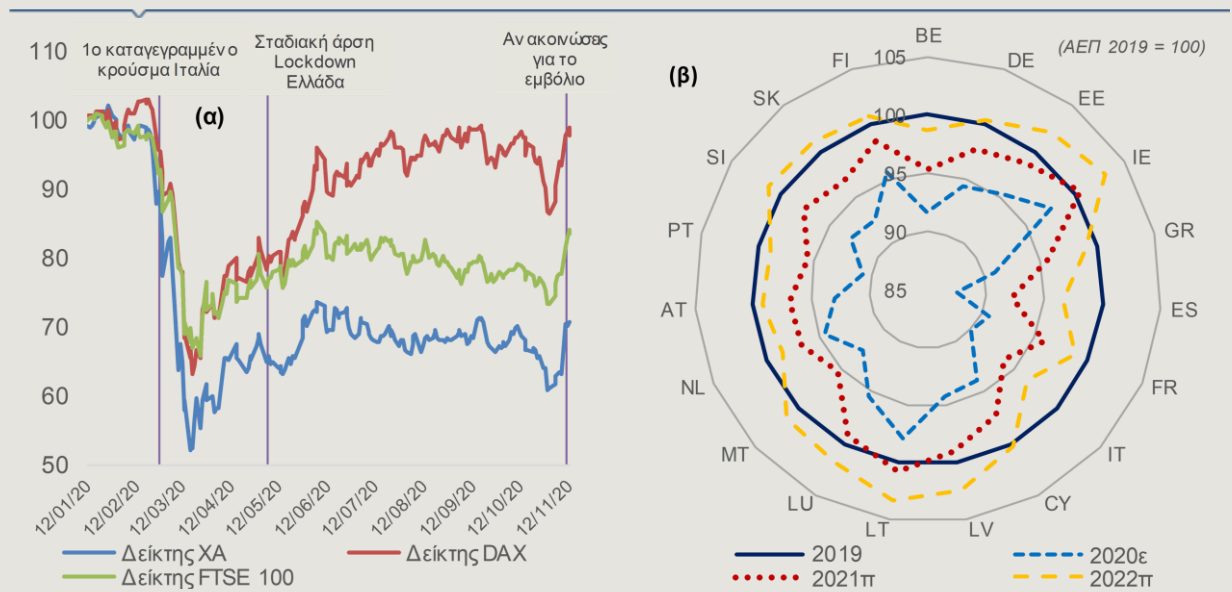 110
100
90
80
70
60
50
1ο καταγεγραμμέν ο
κρούσμα Ιταλία
Σταδιακή άρση
Lockdown
Ελλάδα
Αν ακοινώσεις
για το
εμβόλιο
(α)
12/01/20
12/02/20
12/03/20
12/04/20
12/05/20
12/06/20
12/07/20
12/08/20
12/09/20
12/10/20
12/11/20
Δείκτης ΧΑ
Δείκτης DAX
Δείκτης FTSE 100
(β)
(ΑΕΠ 2019 = 100)
105
100
95
90
85
BE
DE
EE
IE
GR
ES
FR
IT
CY
LV
LT
LU
MT
NL
AT
PT
SI
SK
FI
2019
2020ε
2021π
2022π